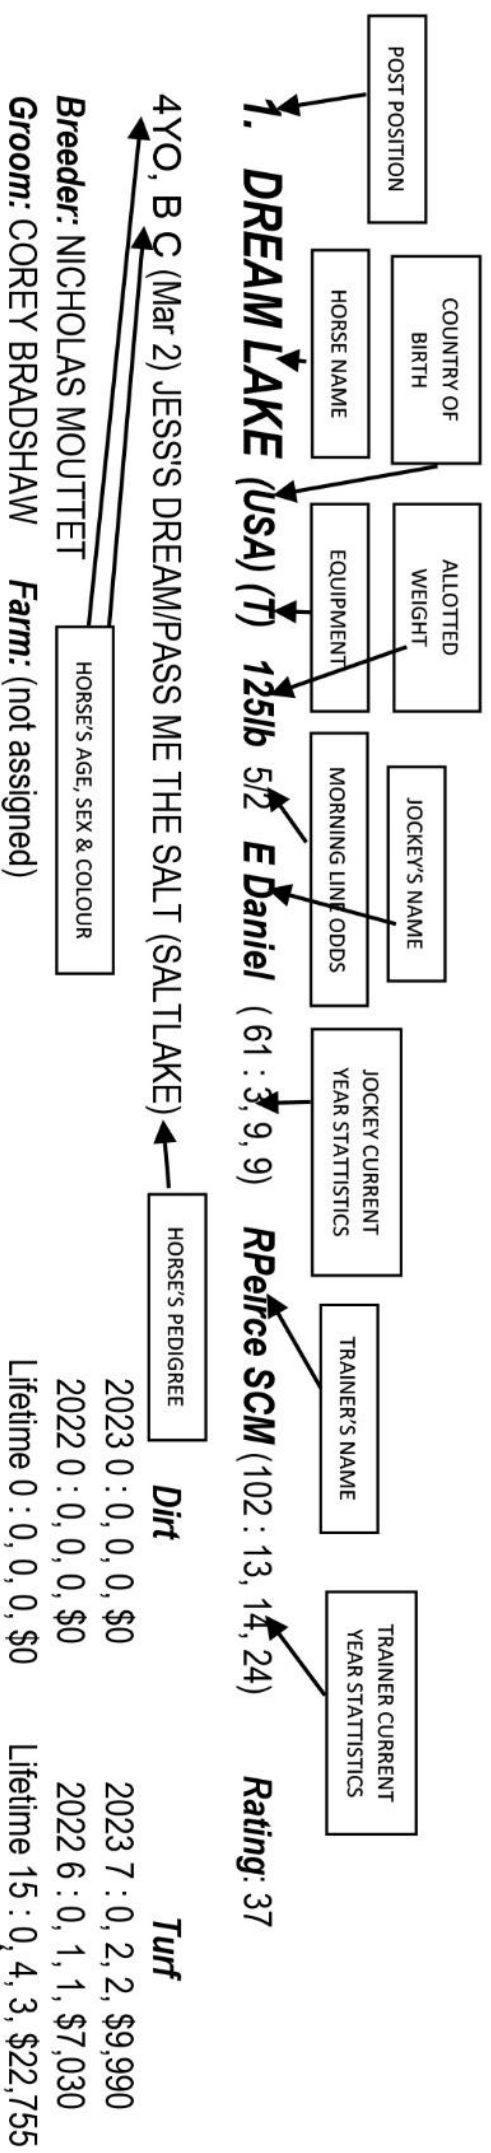 COUNTRY OF
BIRTH
ALLOTTED
WEIGHT
JOCKEY'S NAME
POST POSITION
HORSE NAME
EQUIPMENT
MORNING LINE ODDS
JOCKEY CURRENT
YEAR STATTISTICS
TRAINER'S NAME
TRAINER CURRENT
YEAR STATTISTICS
1. DREAM LAKE (USA) (T) 125lb 5/2 E Daniel ( 61 : 3, 9, 9) RPeirce SCM (102 : 13, 14, 24) Rating: 37
HORSE'S PEDIGREE
4YO, B C (Mar 2) JESS'S DREAM/PASS ME THE SALT (SALTLAKE) Dirt Turf
2023 0 : 0, 0, 0, $0 2023 7 : 0, 2, 2, $9,990
HORSE'S AGE, SEX & COLOUR
Breeder: NICHOLAS MOUTTET 2022 0 : 0, 0, 0, $0 2022 6 : 0, 1, 1, $7,030
Groom: COREY BRADSHAW Farm: (not assigned) Lifetime 0 : 0, 0, 0, $0 Lifetime 15 : 0, 4, 3, $22,755